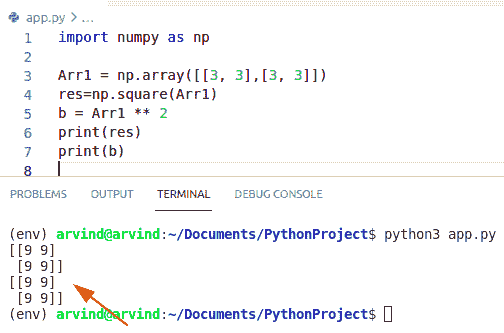 app.py > ...
1 import numpy as np
2
3 Arr1 = np.array([[3, 3],[3, 3]])
4 res=np.square(Arr1)
5 b = Arr1 ** 2
6 print(res)
7 print(b)
8
PROBLEMS OUTPUT TERMINAL DEBUG CONSOLE
(env) arvind@arvind:~/Documents/PythonProject$ python3 app.py
[[9 9]
 [9 9]]
[[9 9]
 [9 9]]
(env) arvind@arvind:~/Documents/PythonProject$